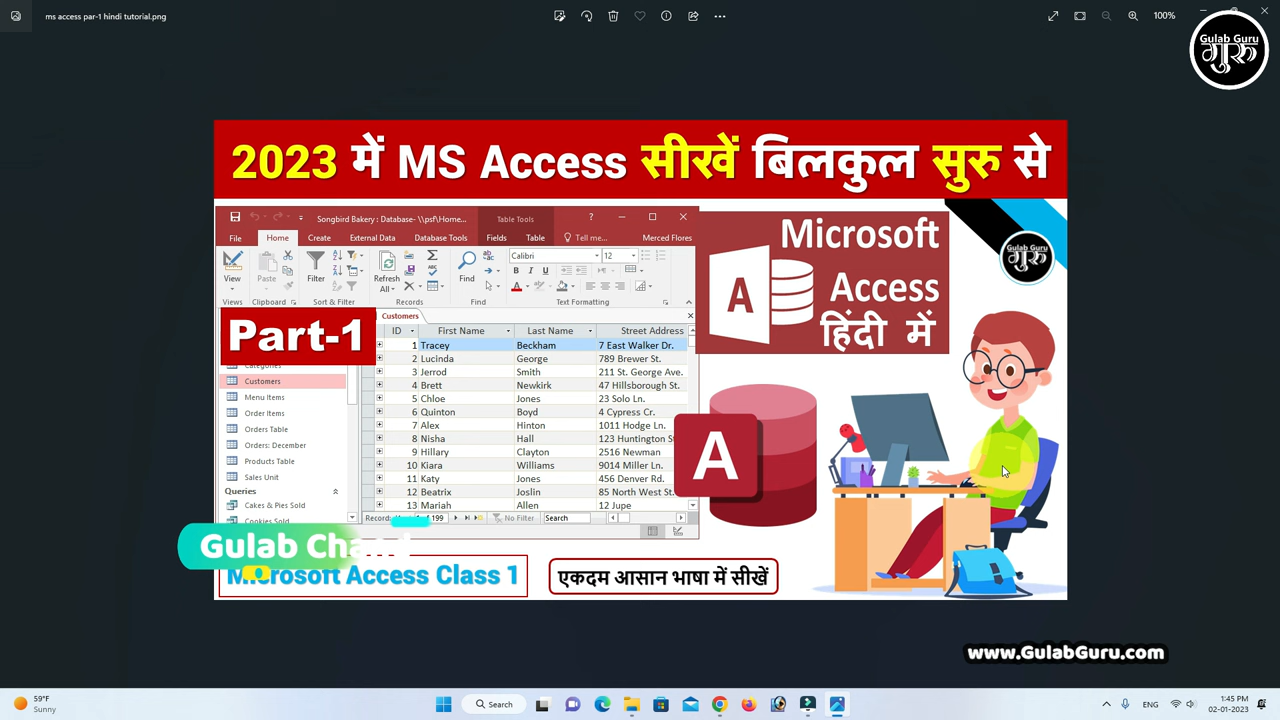 ms access par-1 hindi tutorial.png
100%
Gulab Guru
गुरु
2023 में MS Access सीखें बिलकुल सुरु से
Songbird Bakery : Database- \\psf\Home...
Table Tools
File
Home
Create
External Data
Database Tools
Fields
Table
Tell me...
Merced Flores
View
Paste
Filter
Refresh
All
Find
Calibri
12
Views
Clipboard
Sort & Filter
Records
Find
Text Formatting
Part-1
Customers
ID First Name Last Name Street Address
1 Tracey Beckham 7 East Walker Dr.
2 Lucinda George 789 Brewer St.
3 Jerrod Smith 211 St. George Ave.
4 Brett Newkirk 47 Hillsborough St.
5 Chloe Jones 23 Solo Ln.
6 Quinton Boyd 4 Cypress Cr.
7 Alex Hinton 1011 Hodge Ln.
8 Nisha Hall 123 Huntington St
9 Hillary Clayton 2516 Newman
10 Kiara Williams 9014 Miller Ln.
11 Katy Jones 456 Denver Rd.
12 Beatrix Joslin 85 North West St.
13 Mariah Allen 12 Jupe
Categories
Customers
Menu Items
Order Items
Orders Table
Orders: December
Products Table
Sales Unit
Queries
Cakes & Pies Sold
Cookies Sold
of 199
No Filter
Search
Microsoft
Access
हिंदी में
A
Gulab Guru
गुरु
A
Gulab Chand
Microsoft Access Class 1
एकदम आसान भाषा में सीखें
www.GulabGuru.com
59°F
Sunny
Search
ENG
1:45 PM
02-01-2023